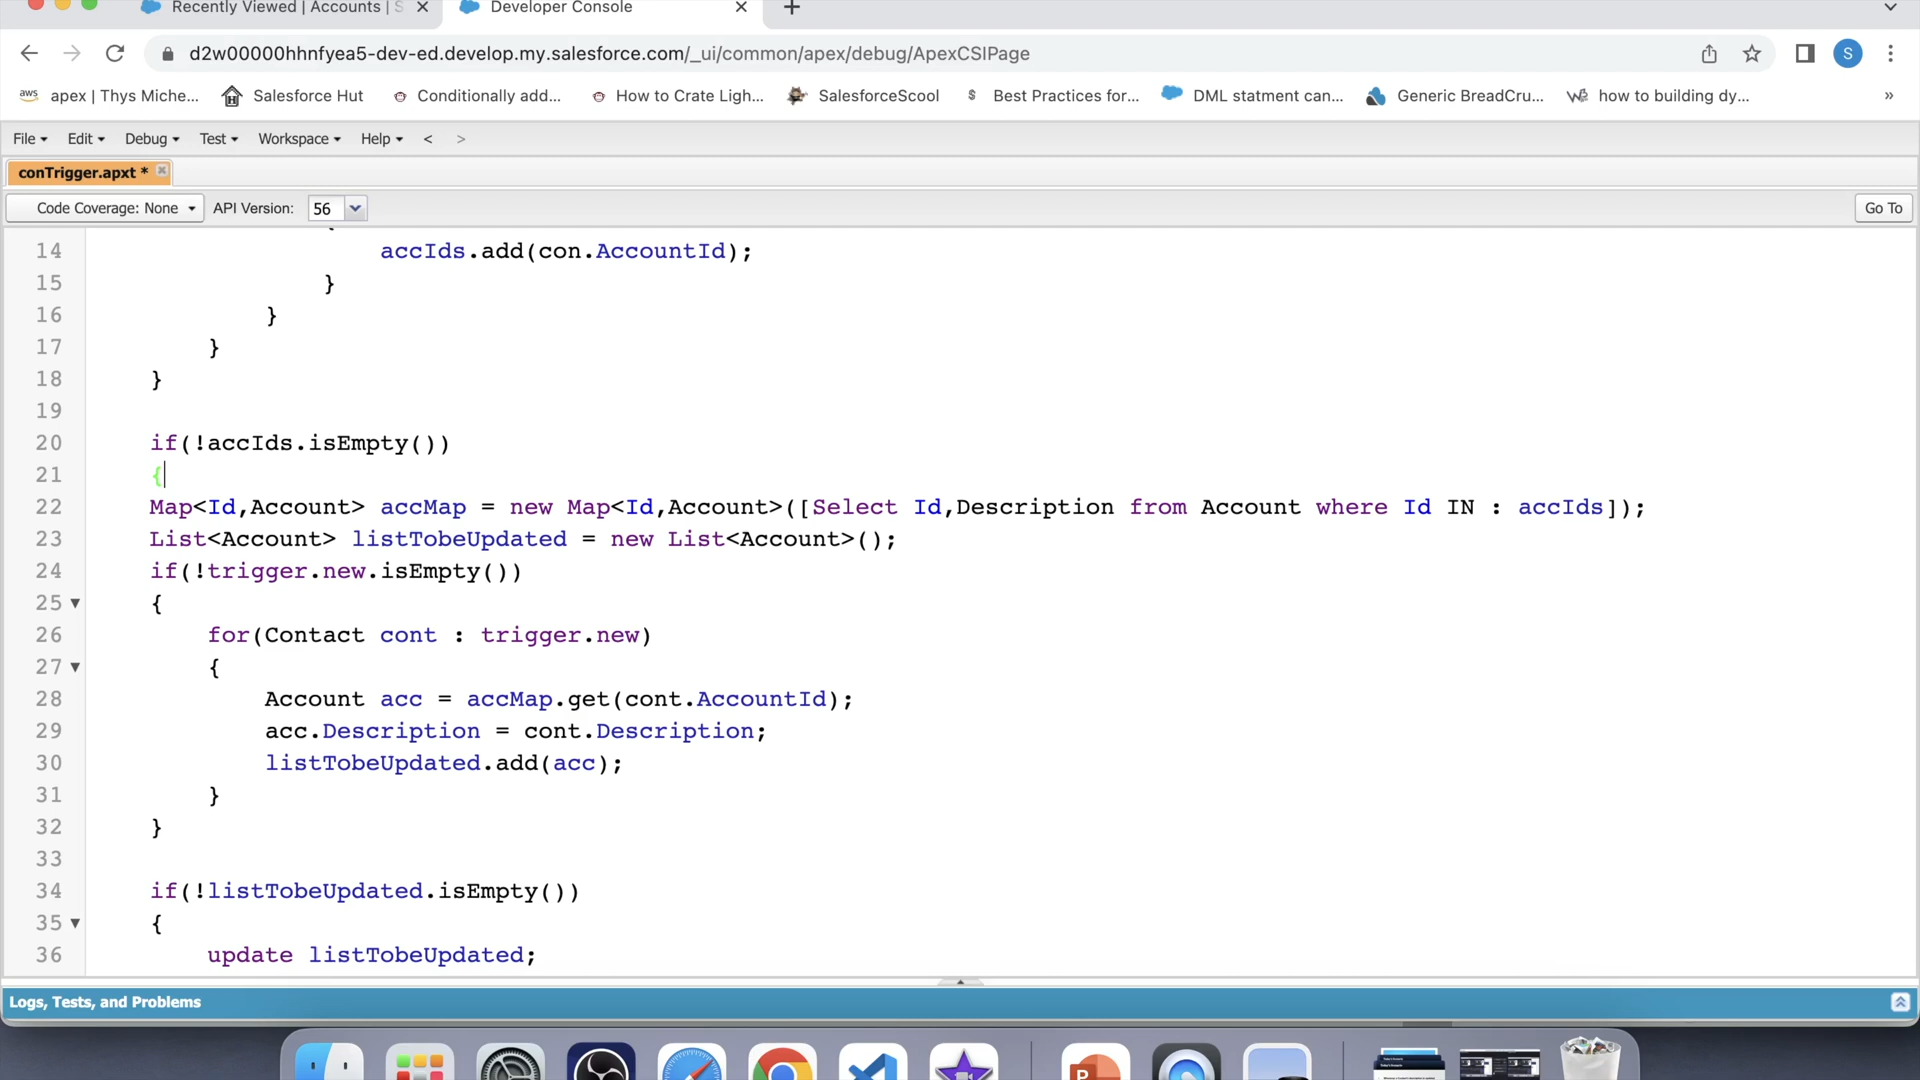 Recently Viewed | Accounts | S
Developer Console
d2w00000hhnfyea5-dev-ed.develop.my.salesforce.com/_ui/common/apex/debug/ApexCSIPage
S
aws apex | Thys Miche...
Salesforce Hut
Conditionally add...
How to Crate Ligh...
SalesforceScool
S Best Practices for...
DML statment can...
Generic BreadCru...
how to building dy...
»
File Edit Debug Test Workspace Help < >
conTrigger.apxt *
Code Coverage: None API Version: 56 Go To
14 accIds.add(con.AccountId);
15 }
16 }
17 }
18 }
19
20 if(!accIds.isEmpty())
21 {
22 Map<Id,Account> accMap = new Map<Id,Account>([Select Id,Description from Account where Id IN : accIds]);
23 List<Account> listTobeUpdated = new List<Account>();
24 if(!trigger.new.isEmpty())
25 {
26 for(Contact cont : trigger.new)
27 {
28 Account acc = accMap.get(cont.AccountId);
29 acc.Description = cont.Description;
30 listTobeUpdated.add(acc);
31 }
32 }
33
34 if(!listTobeUpdated.isEmpty())
35 {
36 update listTobeUpdated;
Logs, Tests, and Problems
P